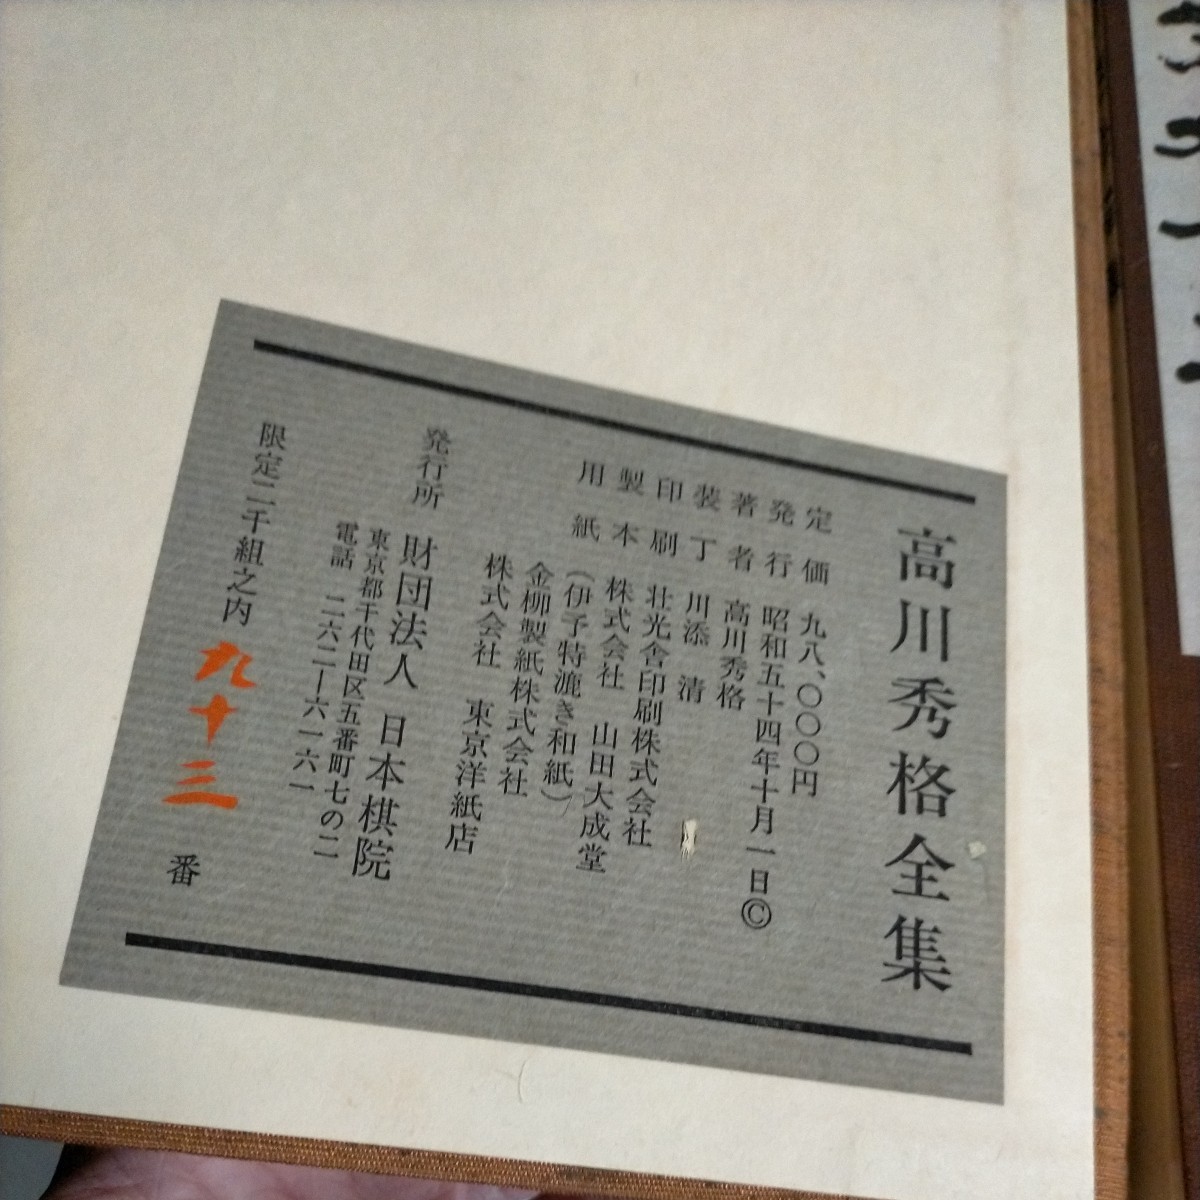 高川秀格全集
定価 九八、〇〇〇円
発行 昭和五十四年十月一日©
著者 高川秀格
装丁 川添 清
印刷 壮光舎印刷株式会社
製本 株式会社 山田大成堂
用紙 (伊予特漉き和紙)
金柳製紙株式会社
株式会社 東京洋紙店
発行所 財団法人 日本棋院
東京都千代田区五番町七の二
電話 二六二―六一六一
限定二千組之内 九十三 番